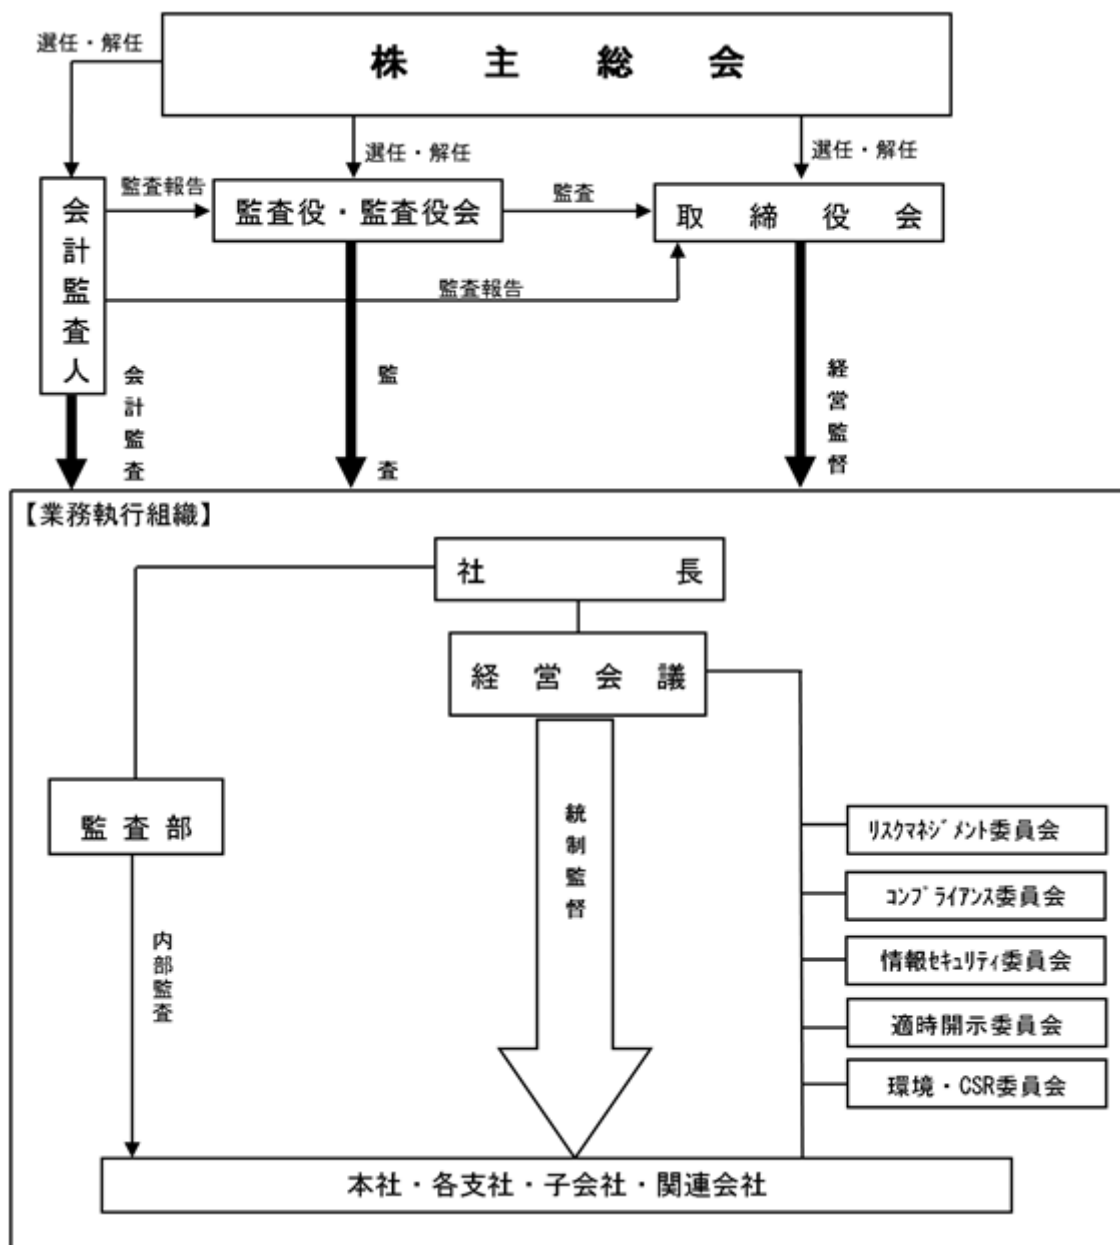 株主総会
選任・解任
選任・解任
選任・解任
会計監査人
監査報告
監査役・監査役会
監査
取締役会
監査報告
会計監査
監査
経営監督
【業務執行組織】
社長
経営会議
監査部
統制監督
内部監査
ﾘｽｸﾏﾈｼﾞﾒﾝﾄ委員会
ｺﾝﾌﾟﾗｲｱﾝｽ委員会
情報ｾｷｭﾘﾃｨ委員会
適時開示委員会
環境・CSR委員会
本社・各支社・子会社・関連会社